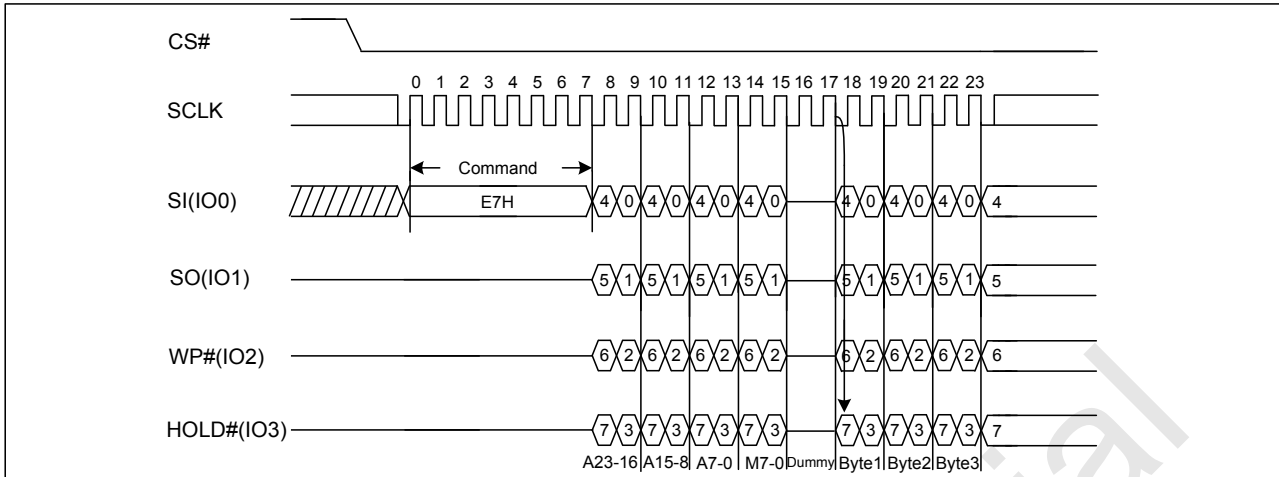 CS#
0 1 2 3 4 5 6 7 8 9 10 11 12 13 14 15 16 17 18 19 20 21 22 23
SCLK
Command
SI(IO0) E7H 4 0 4 0 4 0 4 0 4 0 4 0 4 0 4
SO(IO1) 5 1 5 1 5 1 5 1 5 1 5 1 5 1 5
WP#(IO2) 6 2 6 2 6 2 6 2 6 2 6 2 6 2 6
HOLD#(IO3) 7 3 7 3 7 3 7 3 7 3 7 3 7 3 7
A23-16 A15-8 A7-0 M7-0 Dummy Byte1 Byte2 Byte3
ial